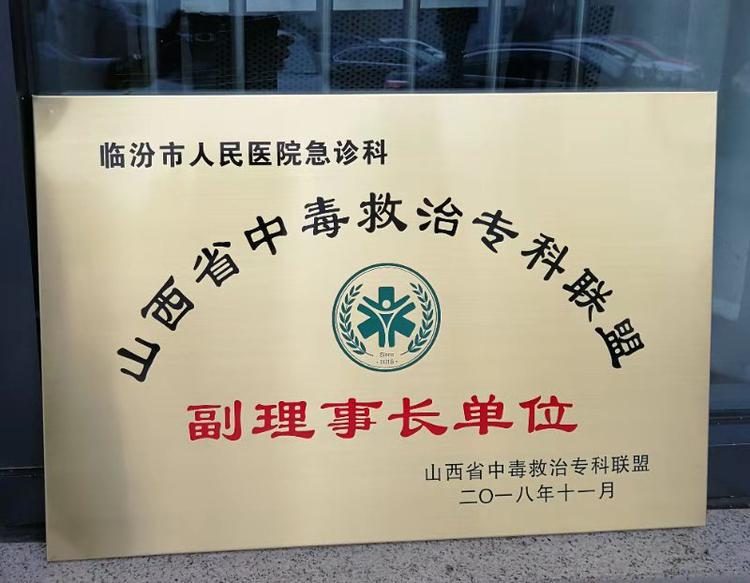 临汾市人民医院急诊科
山西省中毒救治专科联盟
Since
2018
副理事长单位
山西省中毒救治专科联盟
二〇一八年十一月